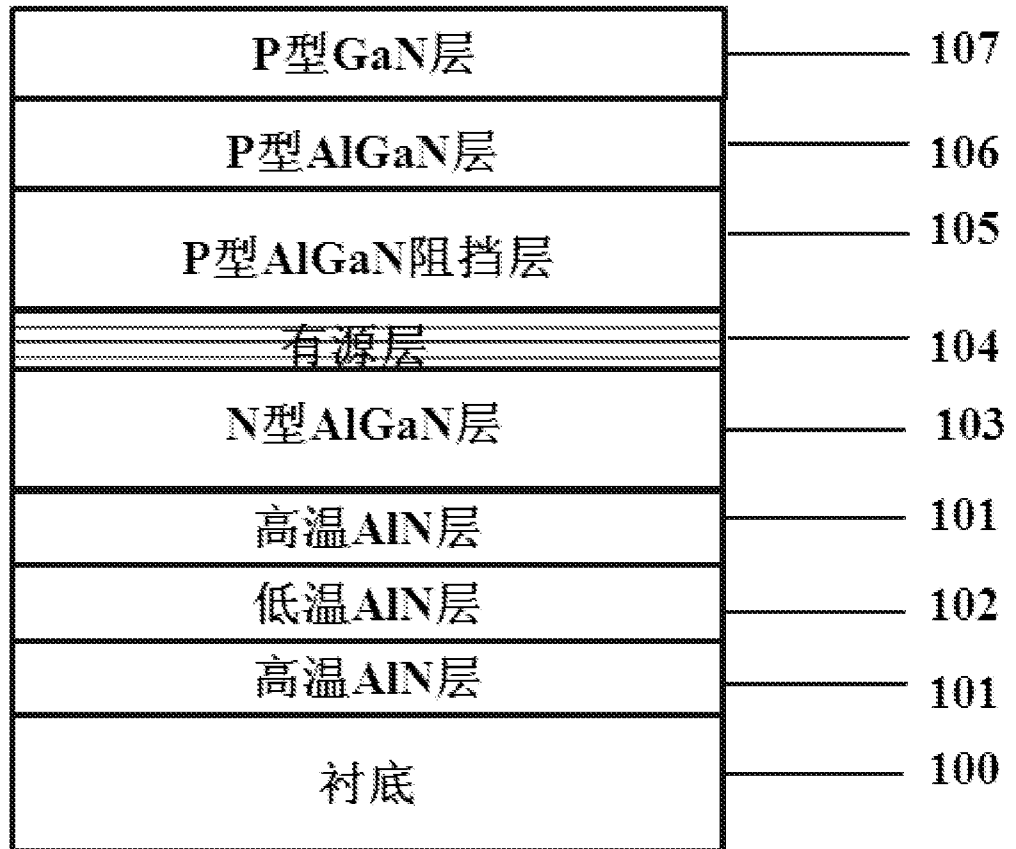 P型GaN层 107
P型AlGaN层 106
P型AlGaN阻挡层 105
有源层 104
N型AlGaN层 103
高温AlN层 101
低温AlN层 102
高温AlN层 101
衬底 100